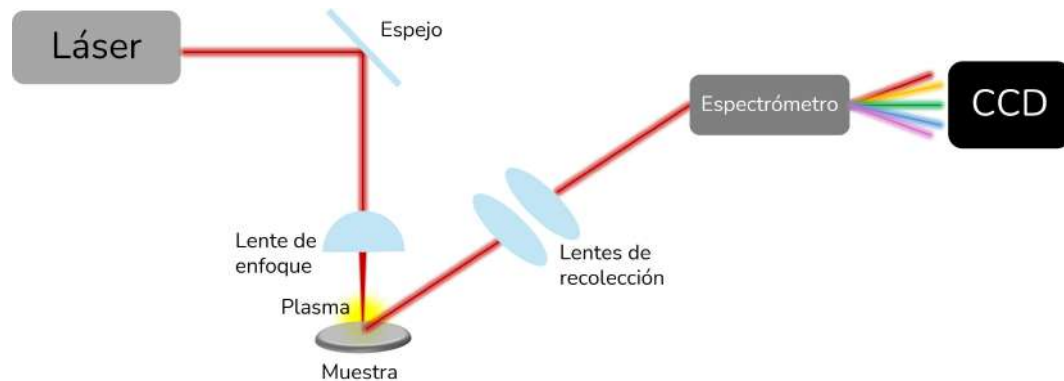 Láser
Espejo
Espectrómetro
CCD
Lente de
enfoque
Lentes de
recolección
Plasma
Muestra